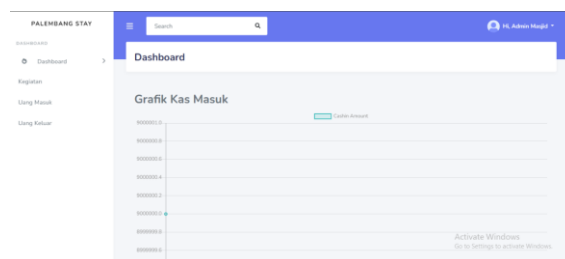 PALEMBANG STAY
Search
Hi, Admin Masjid
DASHBOARD
Dashboard
Kegiatan
Uang Masuk
Uang Keluar
Dashboard
Grafik Kas Masuk
Contoh Amount
9000001.0
9000000.8
9000000.6
9000000.4
9000000.2
9000000.0
8999999.8
8999999.6
Activate Windows
Go to Settings to activate Windows.